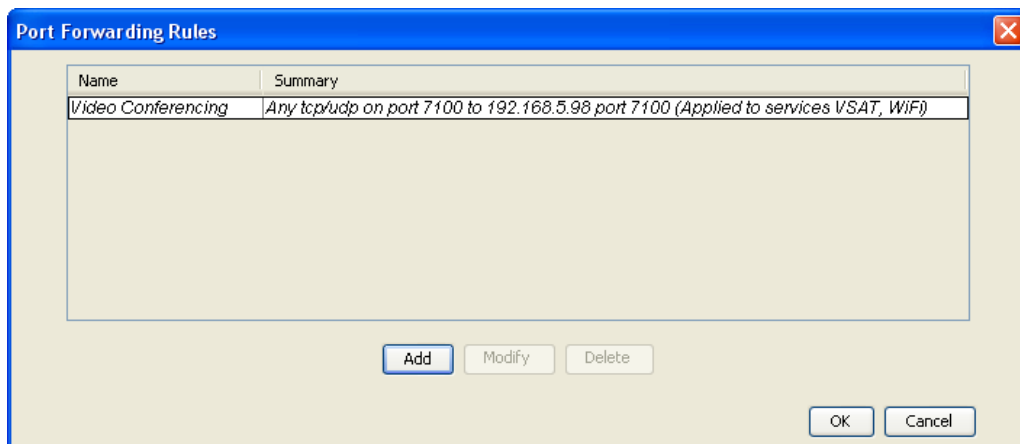 Port Forwarding Rules
Name Summary
Video Conferencing Any tcp/udp on port 7100 to 192.168.5.98 port 7100 (Applied to services VSAT, WiFi)
Add Modify Delete
OK Cancel